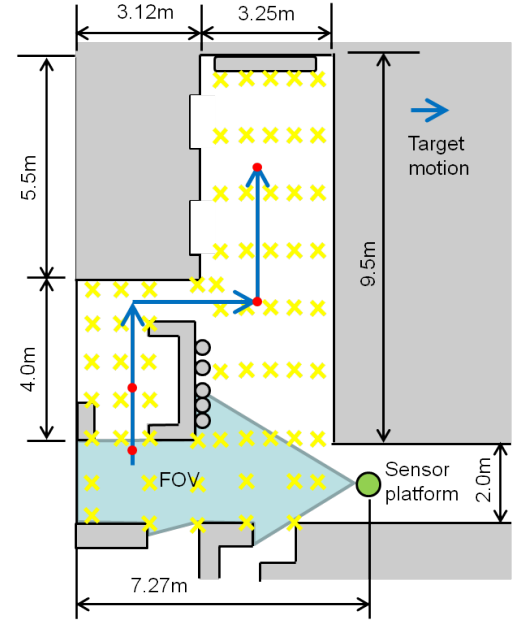 3.12m
3.25m
Target
motion
5.5m
9.5m
4.0m
FOV
Sensor
platform
2.0m
7.27m